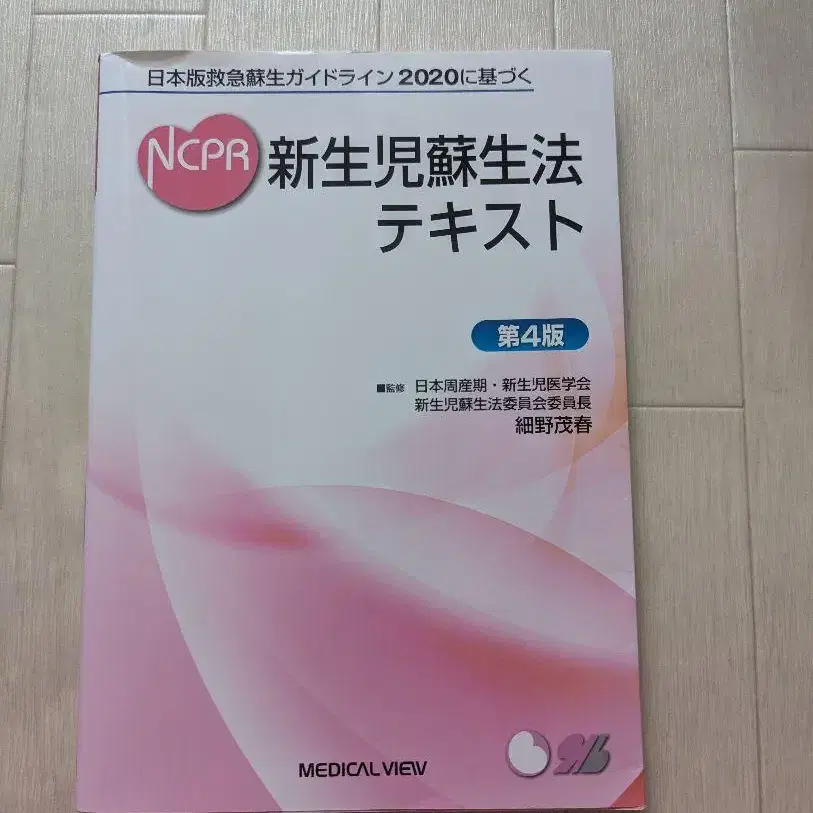 日本版救急蘇生ガイドライン2020に基づく
NCPR
新生児蘇生法
テキスト
第4版
■監修 日本周産期・新生児医学会
新生児蘇生法委員会委員長
細野茂春
MEDICAL VIEW